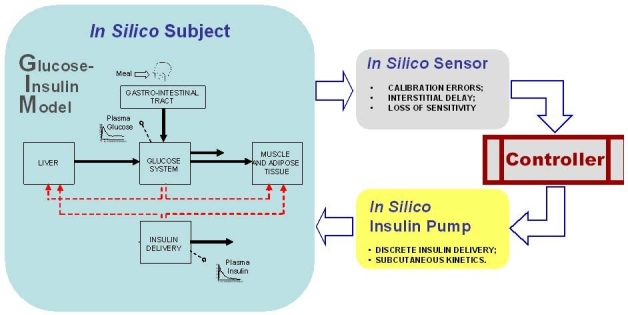 In Silico Subject
Glucose-
Insulin
Model
Meal
GASTRO-INTESTINAL
TRACT
Plasma
Glucose
LIVER
GLUCOSE
SYSTEM
MUSCLE
AND ADIPOSE
TISSUE
INSULIN
DELIVERY
Plasma
Insulin
In Silico Sensor
• CALIBRATION ERRORS;
• INTERSTITIAL DELAY;
• LOSS OF SENSITIVITY
Controller
In Silico
Insulin Pump
• DISCRETE INSULIN DELIVERY;
• SUBCUTANEOUS KINETICS.